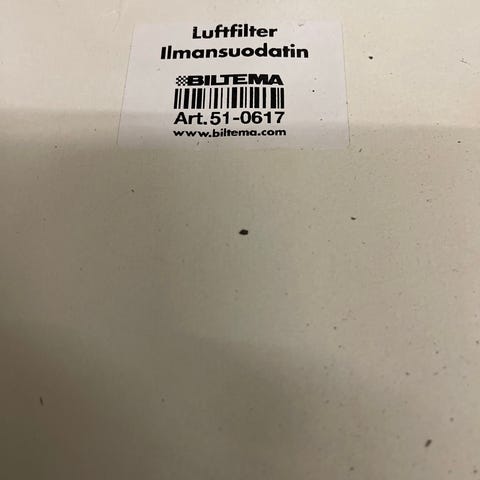 Luftfilter
Ilmansuodatin
BILTEMA
Art. 51-0617
www.biltema.com